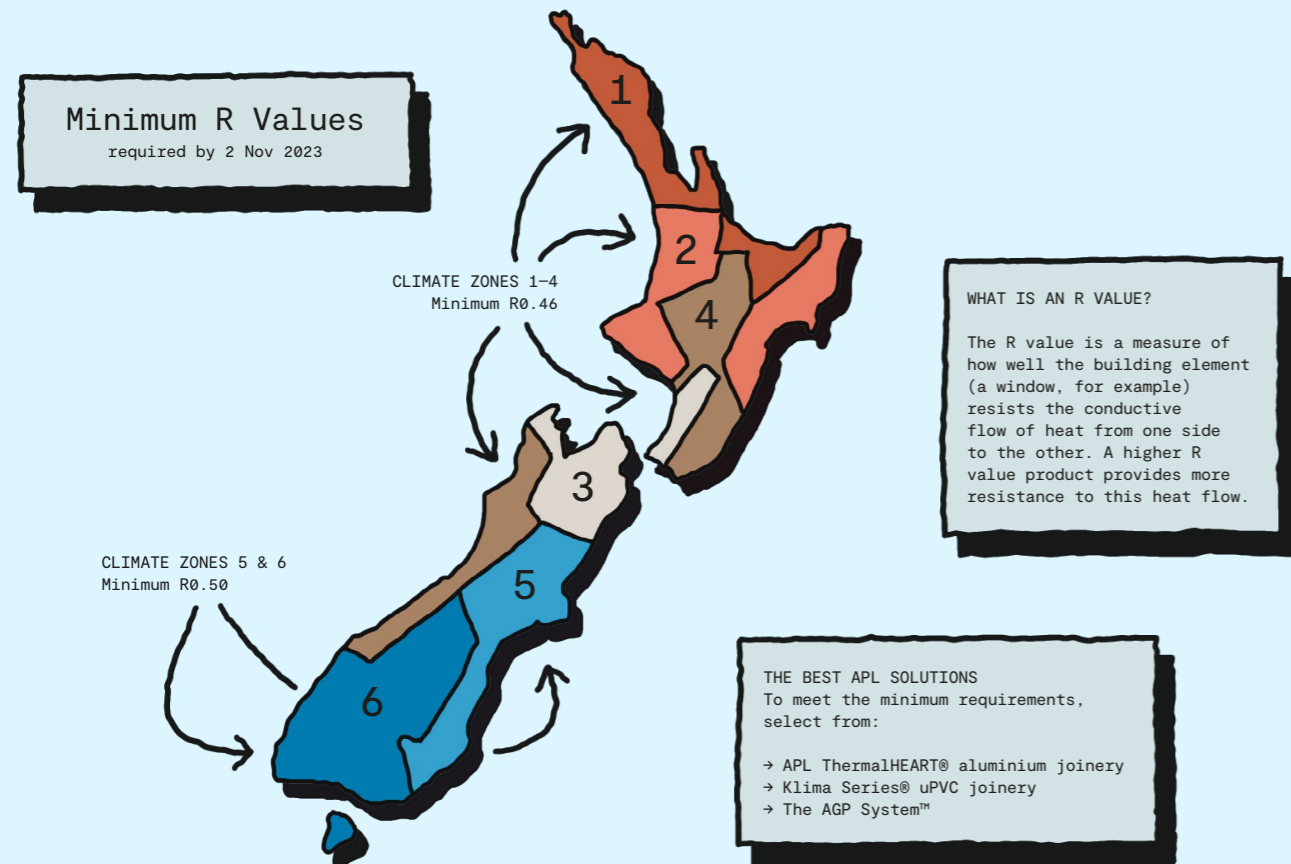 Minimum R Values
required by 2 Nov 2023
1
2
CLIMATE ZONES 1—4
Minimum R0.46
4
WHAT IS AN R VALUE?
The R value is a measure of
how well the building element
(a window, for example)
resists the conductive
flow of heat from one side
to the other. A higher R
value product provides more
resistance to this heat flow.
3
CLIMATE ZONES 5 & 6
Minimum R0.50
5
6
THE BEST APL SOLUTIONS
To meet the minimum requirements,
select from:
→ APL ThermalHEART® aluminium joinery
→ Klima Series® uPVC joinery
→ The AGP System™